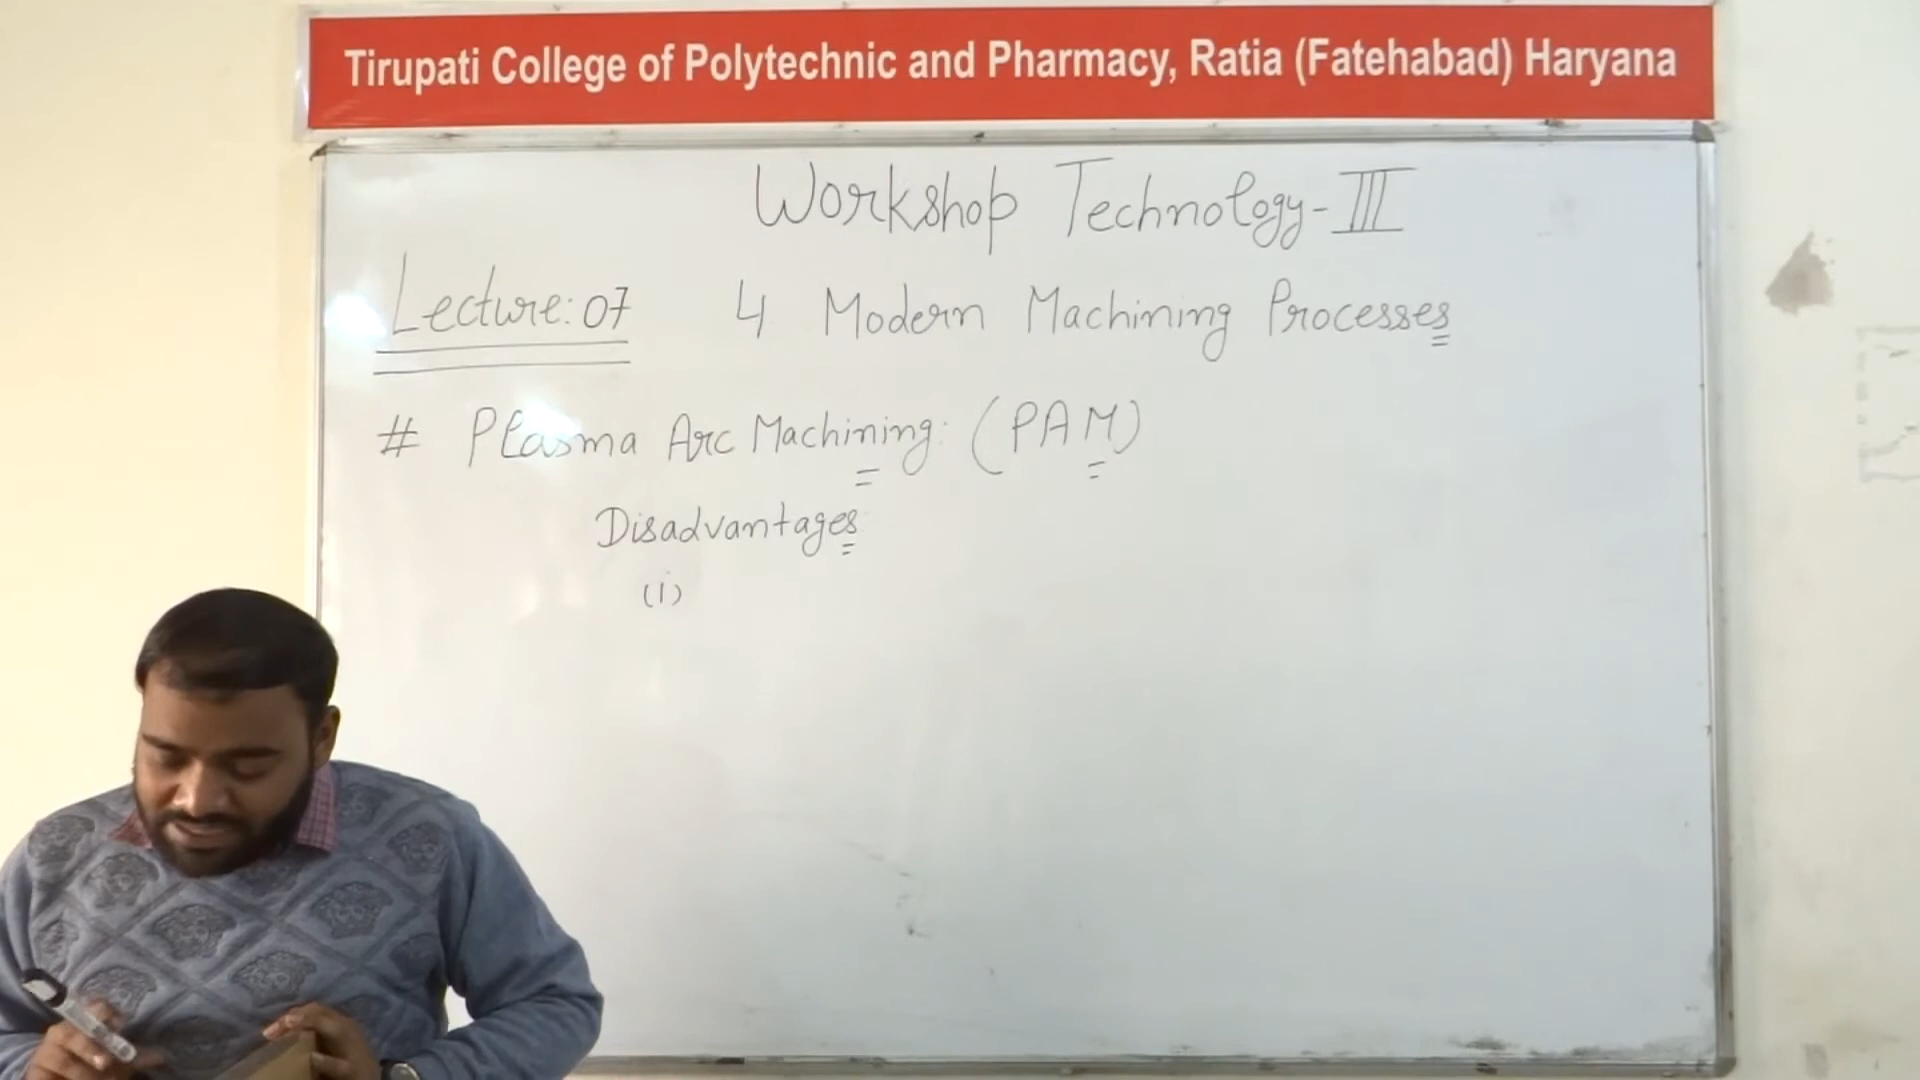 Tirupati College of Polytechnic and Pharmacy, Ratia (Fatehabad) Haryana
Workshop Technology-III
Lecture: 07 4 Modern Machining Processes
# Plasma Arc Machining: (PAM)
Disadvantages
(i)